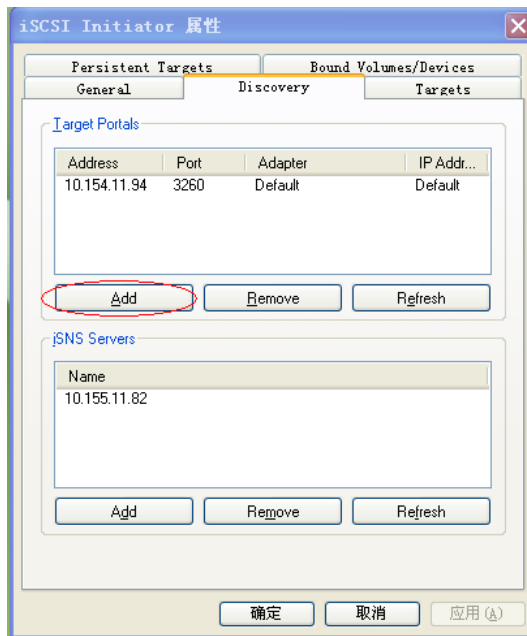 iSCSI Initiator 属性
Persistent Targets Bound Volumes/Devices
General Discovery Targets
Target Portals
Address Port Adapter IP Addr...
10.154.11.94 3260 Default Default
Add Remove Refresh
iSNS Servers
Name
10.155.11.82
Add Remove Refresh
确定 取消 应用(A)